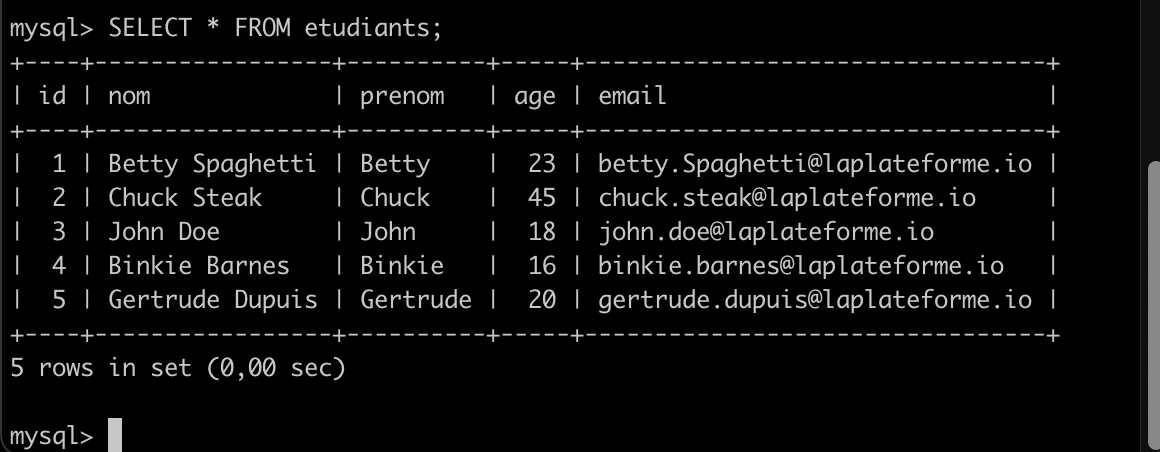 mysql> SELECT * FROM etudiants;
+----+-----------------+----------+-----+---------------------------------+
| id | nom             | prenom   | age | email                           |
+----+-----------------+----------+-----+---------------------------------+
|  1 | Betty Spaghetti | Betty    |  23 | betty.Spaghetti@laplateforme.io |
|  2 | Chuck Steak     | Chuck    |  45 | chuck.steak@laplateforme.io     |
|  3 | John Doe        | John     |  18 | john.doe@laplateforme.io        |
|  4 | Binkie Barnes   | Binkie   |  16 | binkie.barnes@laplateforme.io   |
|  5 | Gertrude Dupuis | Gertrude |  20 | gertrude.dupuis@laplateforme.io |
+----+-----------------+----------+-----+---------------------------------+
5 rows in set (0,00 sec)
mysql>